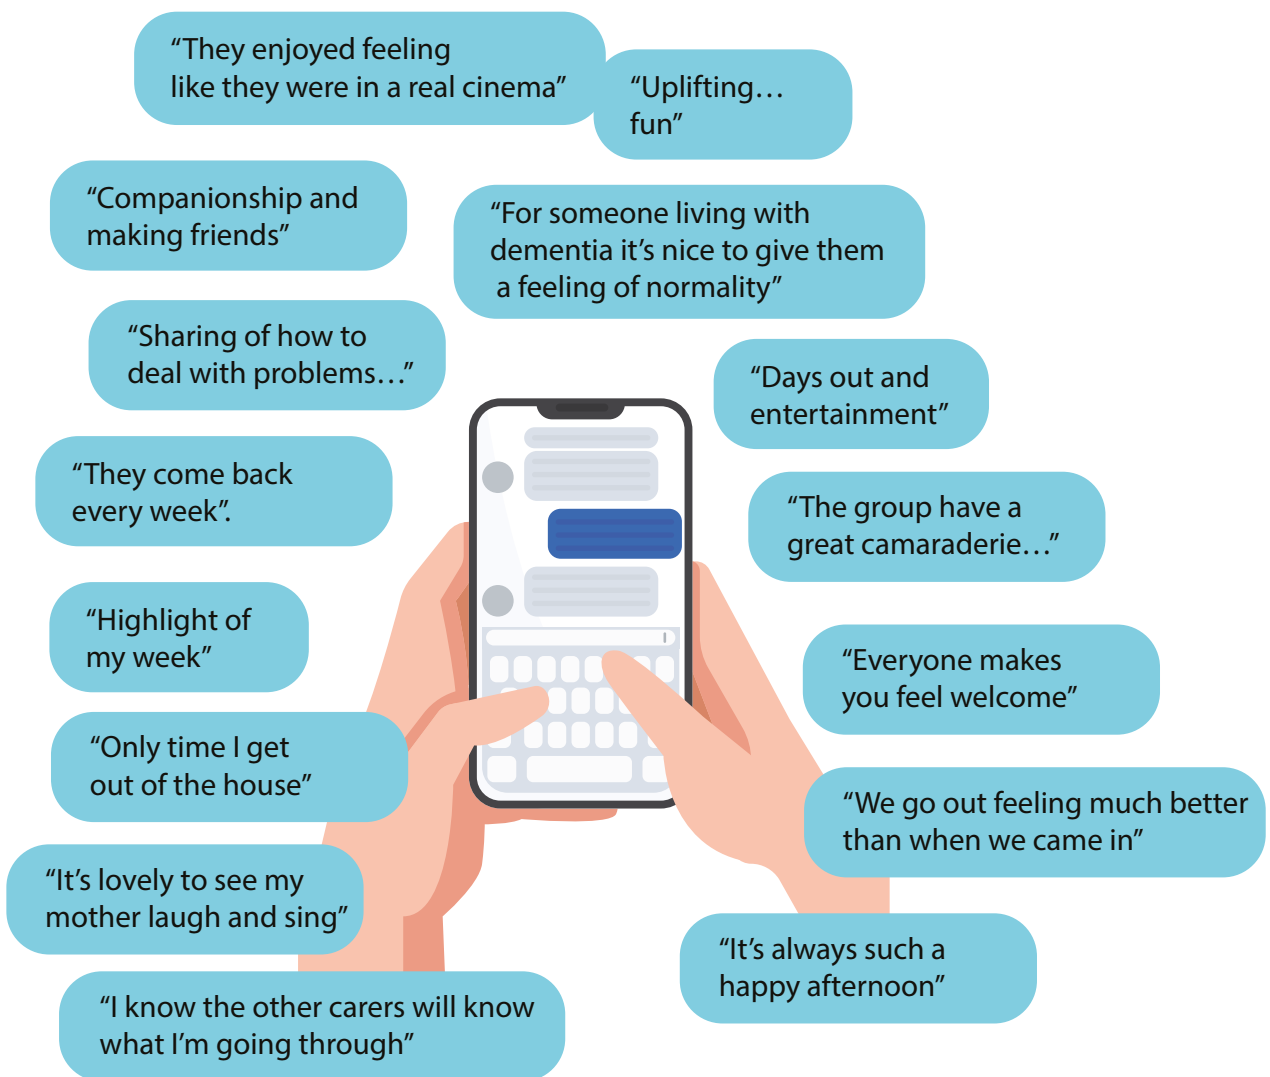 “They enjoyed feeling
like they were in a real cinema”
“Uplifting…
fun”
“Companionship and
making friends”
“For someone living with
dementia it’s nice to give them
a feeling of normality”
“Sharing of how to
deal with problems…”
“Days out and
entertainment”
“They come back
every week”.
“The group have a
great camaraderie…”
“Highlight of
my week”
“Everyone makes
you feel welcome”
“Only time I get
out of the house”
“We go out feeling much better
than when we came in”
“It’s lovely to see my
mother laugh and sing”
“It’s always such a
happy afternoon”
“I know the other carers will know
what I’m going through”